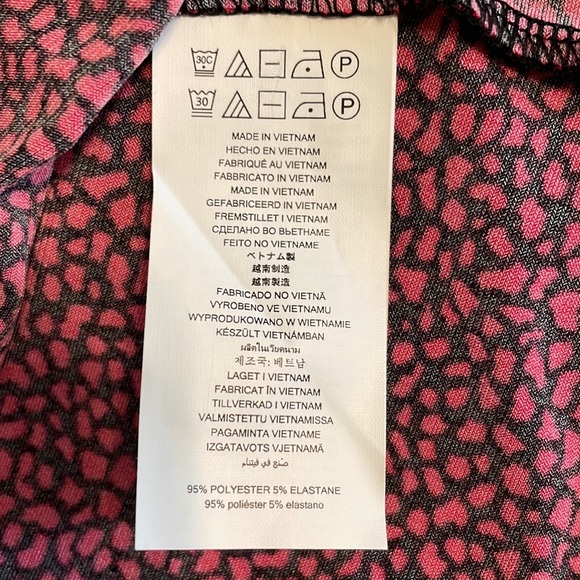 30C P
30 P
MADE IN VIETNAM
HECHO EN VIETNAM
FABRIQUÉ AU VIETNAM
FABBRICATO IN VIETNAM
MADE IN VIETNAM
GEFABRICEERD IN VIETNAM
FREMSTILLET I VIETNAM
СДЕЛАНО ВО ВЬЕТНАМЕ
FEITO NO VIETNAME
ベトナム製
越南制造
越南製造
FABRICADO NO VIETNÃ
VYROBENO VE VIETNAMU
WYPRODUKOWANO W WIETNAMIE
KÉSZÜLT VIETNÁMBAN
ผลิตในเวียดนาม
제조국: 베트남
LAGET I VIETNAM
FABRICAT ÎN VIETNAM
TILLVERKAD I VIETNAM
VALMISTETTU VIETNAMISSA
PAGAMINTA VIETNAME
IZGATAVOTS VJETNAMĀ
صنع في فيتنام
95% POLYESTER 5% ELASTANE
95% poliéster 5% elastano